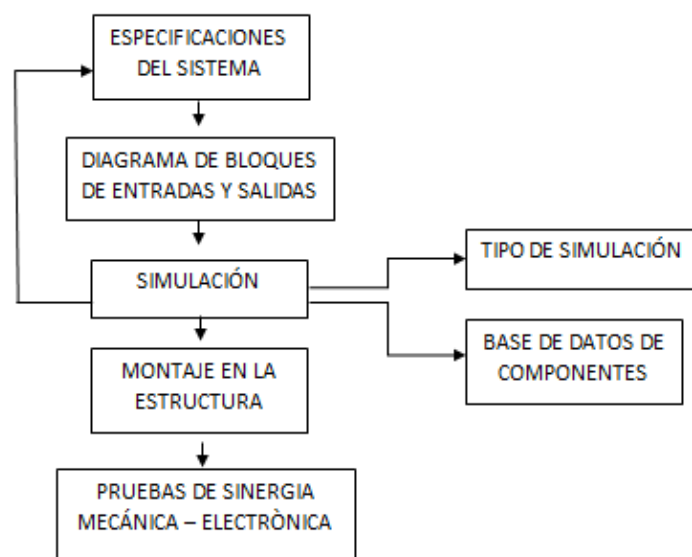 ESPECIFICACIONES
DEL SISTEMA
DIAGRAMA DE BLOQUES
DE ENTRADAS Y SALIDAS
SIMULACIÓN
TIPO DE SIMULACIÓN
BASE DE DATOS DE
COMPONENTES
MONTAJE EN LA
ESTRUCTURA
PRUEBAS DE SINERGIA
MECÁNICA – ELECTRÒNICA